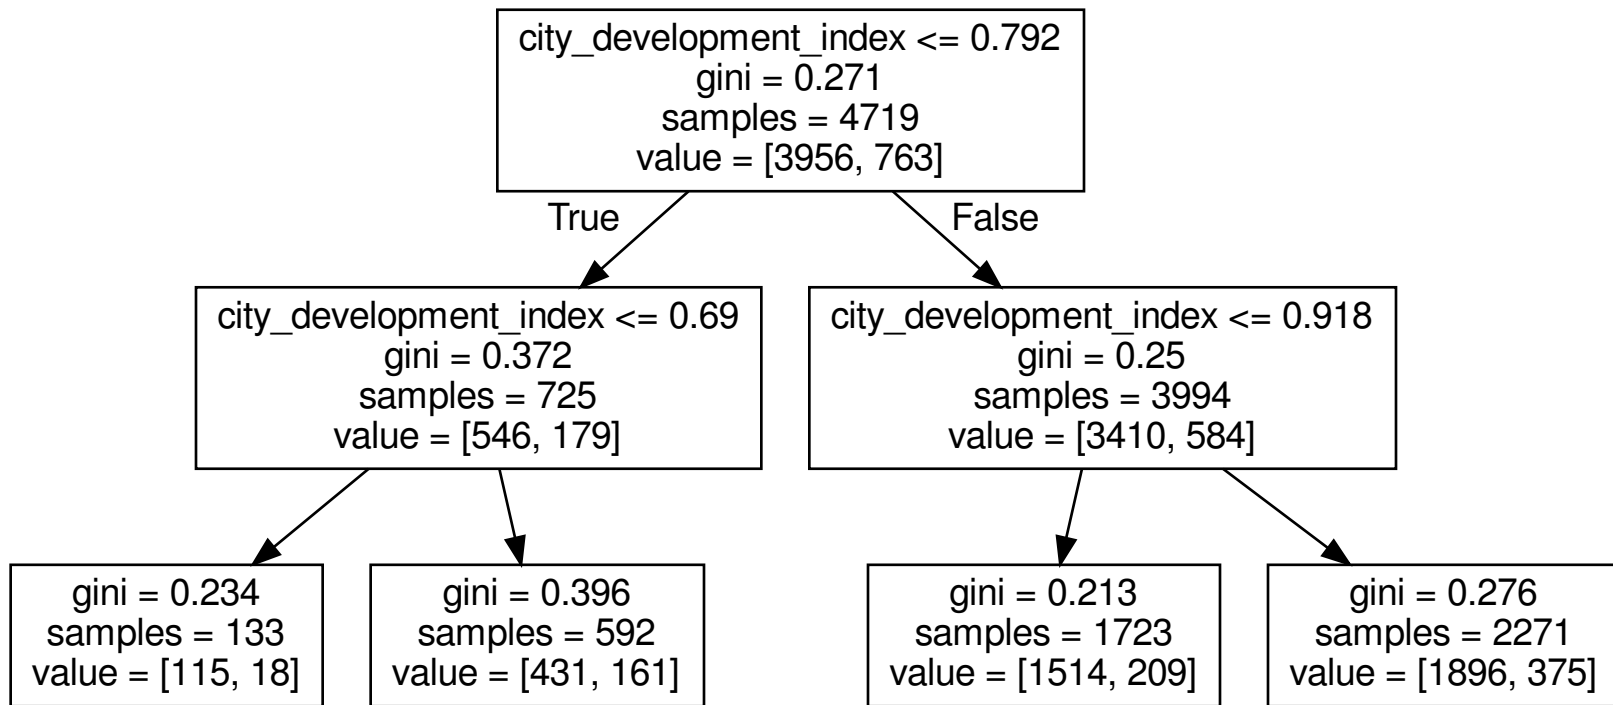 city_development_index <= 0.792
gini = 0.271
samples = 4719
value = [3956, 763]
True
False
city_development_index <= 0.69
gini = 0.372
samples = 725
value = [546, 179]
city_development_index <= 0.918
gini = 0.25
samples = 3994
value = [3410, 584]
gini = 0.234
samples = 133
value = [115, 18]
gini = 0.396
samples = 592
value = [431, 161]
gini = 0.213
samples = 1723
value = [1514, 209]
gini = 0.276
samples = 2271
value = [1896, 375]